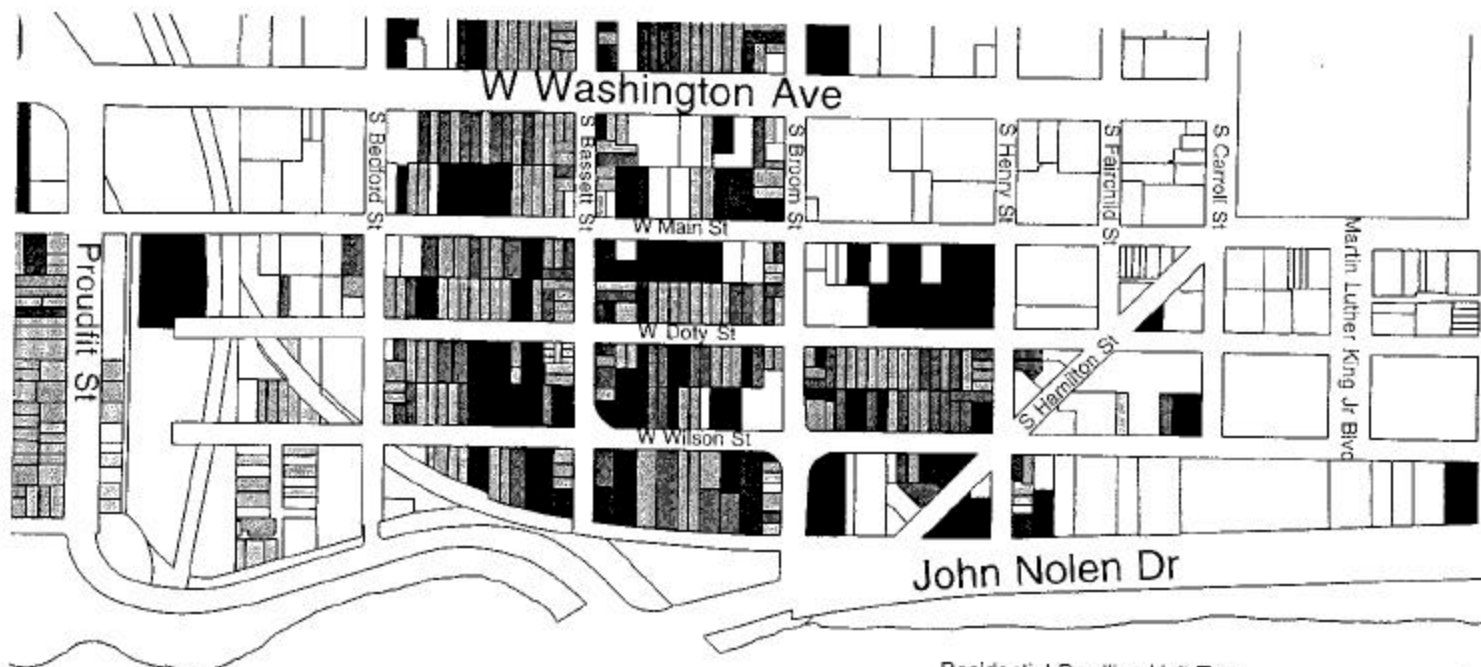 W Washington Ave
S Bedford St
S Bassett St
S Broom St
S Henry St
S Fairchild St
S Carroll St
W Main St
Martin Luther King Jr Blvd
Proudfit St
W Doty St
S Hamilton St
W Wilson St
John Nolen Dr